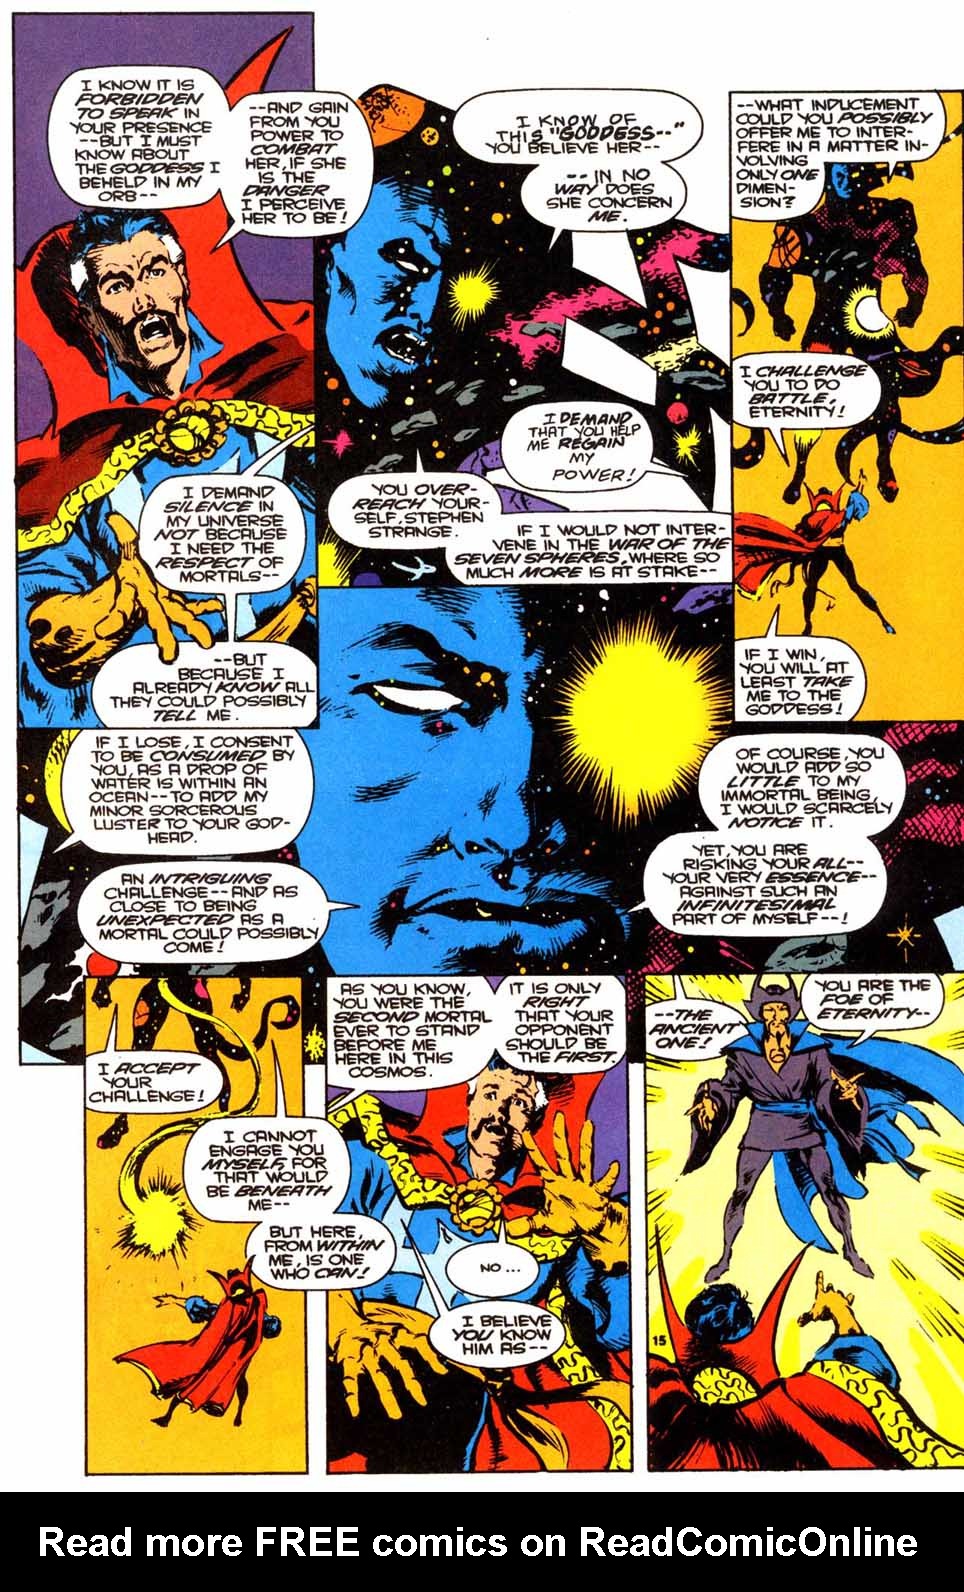 I KNOW IT IS
FORBIDDEN
TO SPEAK IN
YOUR PRESENCE
--BUT I MUST
KNOW ABOUT
THE GODDESS I
BEHELD IN MY
ORB--
--AND GAIN
FROM YOU
POWER TO
COMBAT
HER, IF SHE
IS THE
DANGER
I PERCEIVE
HER TO BE!
I DEMAND
SILENCE IN
MY UNIVERSE
NOT BECAUSE
I NEED THE
RESPECT OF
MORTALS--
--BUT
BECAUSE I
ALREADY KNOW ALL
THEY COULD POSSIBLY
TELL ME.
I KNOW OF
THIS "GODDESS--"
YOU BELIEVE HER--
--IN NO
WAY DOES
SHE CONCERN
ME.
I DEMAND
THAT YOU HELP
ME REGAIN
MY
POWER!
YOU OVER-
REACH YOUR-
SELF, STEPHEN
STRANGE.
IF I WOULD NOT INTER-
VENE IN THE WAR OF THE
SEVEN SPHERES, WHERE SO
MUCH MORE IS AT STAKE--
--WHAT INDUCEMENT
COULD YOU POSSIBLY
OFFER ME TO INTER-
FERE IN A MATTER IN-
VOLVING
ONLY ONE
DIMEN-
SION?
I CHALLENGE
YOU TO DO
BATTLE,
ETERNITY!
IF I WIN,
YOU WILL AT
LEAST TAKE
ME TO THE
GODDESS!
IF I LOSE, I CONSENT
TO BE CONSUMED BY
YOU, AS A DROP OF
WATER IS WITHIN AN
OCEAN--TO ADD MY
MINOR SORCEROUS
LUSTER TO YOUR GOD-
HEAD.
AN INTRIGUING
CHALLENGE--AND AS
CLOSE TO BEING
UNEXPECTED AS A
MORTAL COULD POSSIBLY
COME!
OF COURSE, YOU
WOULD ADD SO
LITTLE TO MY
IMMORTAL BEING,
I WOULD SCARCELY
NOTICE IT.
YET, YOU ARE
RISKING YOUR ALL--
YOUR VERY ESSENCE--
AGAINST SUCH AN
INFINITESIMAL
PART OF MYSELF--!
I ACCEPT
YOUR
CHALLENGE!
I CANNOT
ENGAGE YOU
MYSELF, FOR
THAT WOULD
BE BENEATH
ME--
BUT HERE,
FROM WITHIN
ME, IS ONE
WHO CAN!
AS YOU KNOW,
YOU WERE THE
SECOND MORTAL
EVER TO STAND
BEFORE ME
HERE IN THIS
COSMOS.
IT IS ONLY
RIGHT
THAT YOUR
OPPONENT
SHOULD BE
THE FIRST.
NO...
I BELIEVE
YOU KNOW
HIM AS--
--THE
ANCIENT
ONE!
YOU ARE THE
FOE OF
ETERNITY--
15
Read more FREE comics on ReadComicOnline